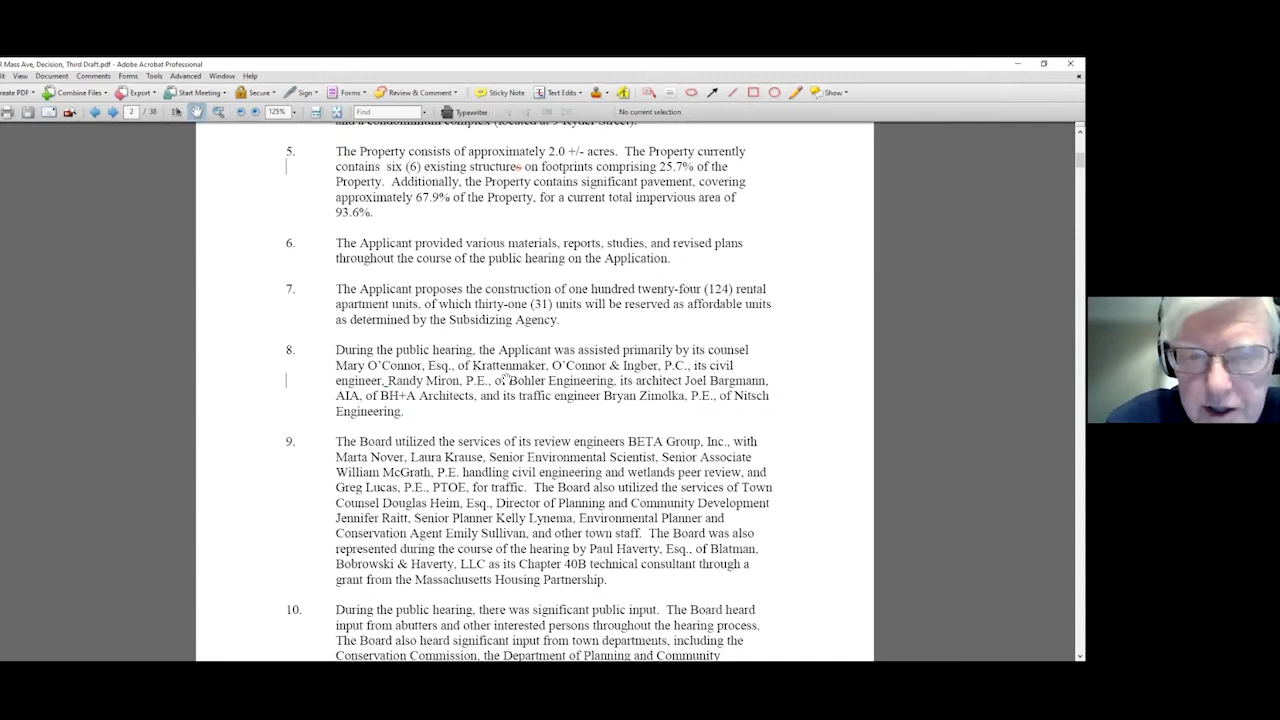 R Mass Ave, Decision, Third Draft.pdf - Adobe Acrobat Professional
it View Document Comments Forms Tools Advanced Window Help
reate PDF Combine Files Export Start Meeting Secure Sign Forms Review & Comment Sticky Note Text Edits Show
2 / 38 125% Find Typewriter No current selection
and a condominium complex (located at 9 Ryder Street).
5. The Property consists of approximately 2.0 +/- acres. The Property currently
contains six (6) existing structures on footprints comprising 25.7% of the
Property. Additionally, the Property contains significant pavement, covering
approximately 67.9% of the Property, for a current total impervious area of
93.6%.
6. The Applicant provided various materials, reports, studies, and revised plans
throughout the course of the public hearing on the Application.
7. The Applicant proposes the construction of one hundred twenty-four (124) rental
apartment units, of which thirty-one (31) units will be reserved as affordable units
as determined by the Subsidizing Agency.
8. During the public hearing, the Applicant was assisted primarily by its counsel
Mary O'Connor, Esq., of Krattenmaker, O'Connor & Ingber, P.C., its civil
engineer, Randy Miron, P.E., of Bohler Engineering, its architect Joel Bargmann,
AIA, of BH+A Architects, and its traffic engineer Bryan Zimolka, P.E., of Nitsch
Engineering.
9. The Board utilized the services of its review engineers BETA Group, Inc., with
Marta Nover, Laura Krause, Senior Environmental Scientist, Senior Associate
William McGrath, P.E. handling civil engineering and wetlands peer review, and
Greg Lucas, P.E., PTOE, for traffic. The Board also utilized the services of Town
Counsel Douglas Heim, Esq., Director of Planning and Community Development
Jennifer Raitt, Senior Planner Kelly Lynema, Environmental Planner and
Conservation Agent Emily Sullivan, and other town staff. The Board was also
represented during the course of the hearing by Paul Haverty, Esq., of Blatman,
Bobrowski & Haverty, LLC as its Chapter 40B technical consultant through a
grant from the Massachusetts Housing Partnership.
10. During the public hearing, there was significant public input. The Board heard
input from abutters and other interested persons throughout the hearing process.
The Board also heard significant input from town departments, including the
Conservation Commission, the Department of Planning and Community